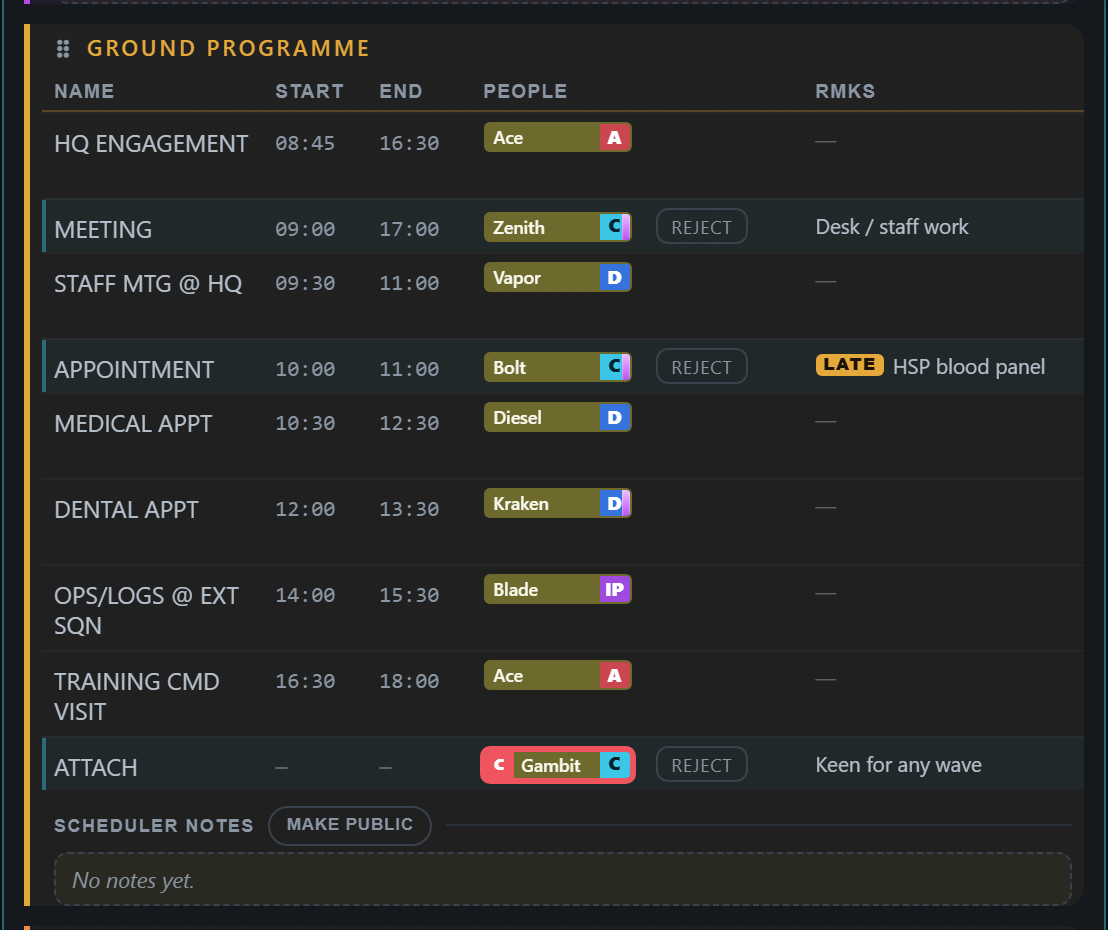 GROUND PROGRAMME
NAME START END PEOPLE RMKS
HQ ENGAGEMENT 08:45 16:30 Ace A —
MEETING 09:00 17:00 Zenith C REJECT Desk / staff work
STAFF MTG @ HQ 09:30 11:00 Vapor D —
APPOINTMENT 10:00 11:00 Bolt C REJECT LATE HSP blood panel
MEDICAL APPT 10:30 12:30 Diesel D —
DENTAL APPT 12:00 13:30 Kraken D —
OPS/LOGS @ EXT 14:00 15:30 Blade IP —
SQN
TRAINING CMD 16:30 18:00 Ace A —
VISIT
ATTACH – – C Gambit C REJECT Keen for any wave
SCHEDULER NOTES MAKE PUBLIC
No notes yet.